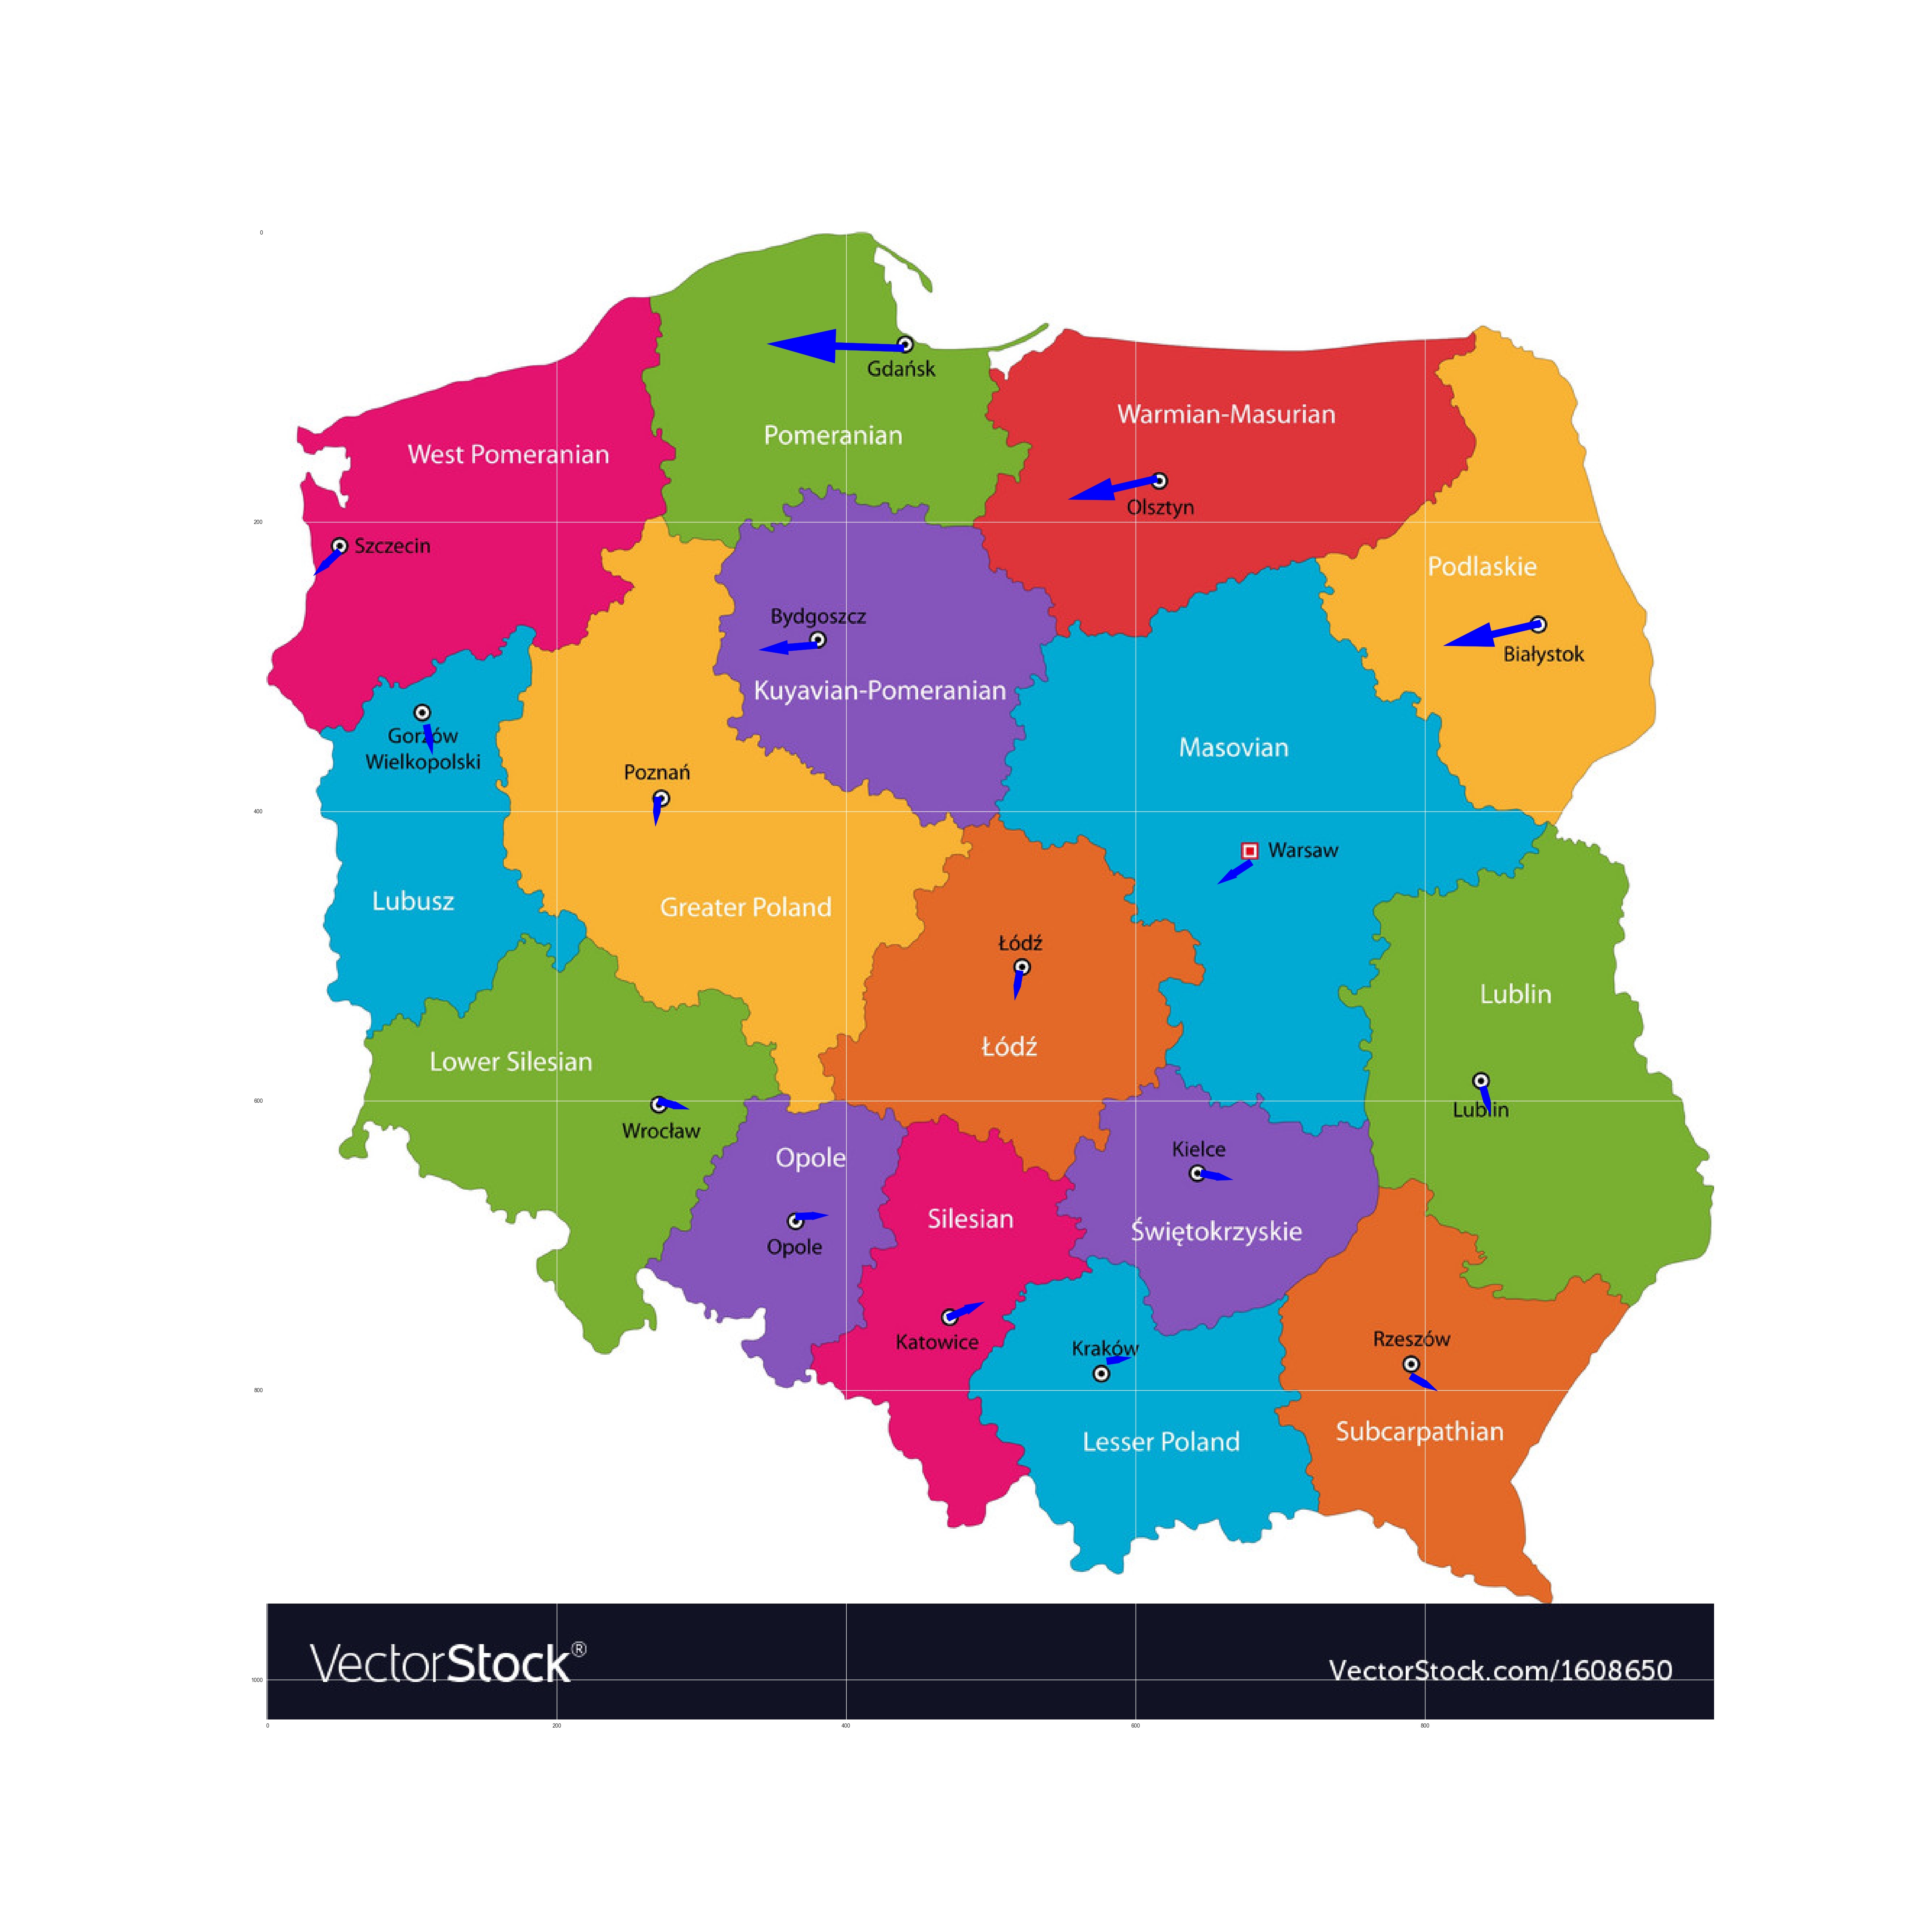 0
Gdańsk
Warmian-Masurian
Pomeranian
West Pomeranian
Olsztyn
200
Szczecin
Podlaskie
Bydgoszcz
Białystok
Kuyavian-Pomeranian
Gorzów
Wielkopolski
Masovian
Poznań
400
Warsaw
Lubusz
Greater Poland
Łódź
Lublin
Łódź
Lower Silesian
600
Lublin
Wrocław
Kielce
Opole
Silesian
Świętokrzyskie
Opole
Katowice
Kraków
Rzeszów
800
Subcarpathian
Lesser Poland
VectorStock®
VectorStock.com/1608650
1000
0 200 400 600 800